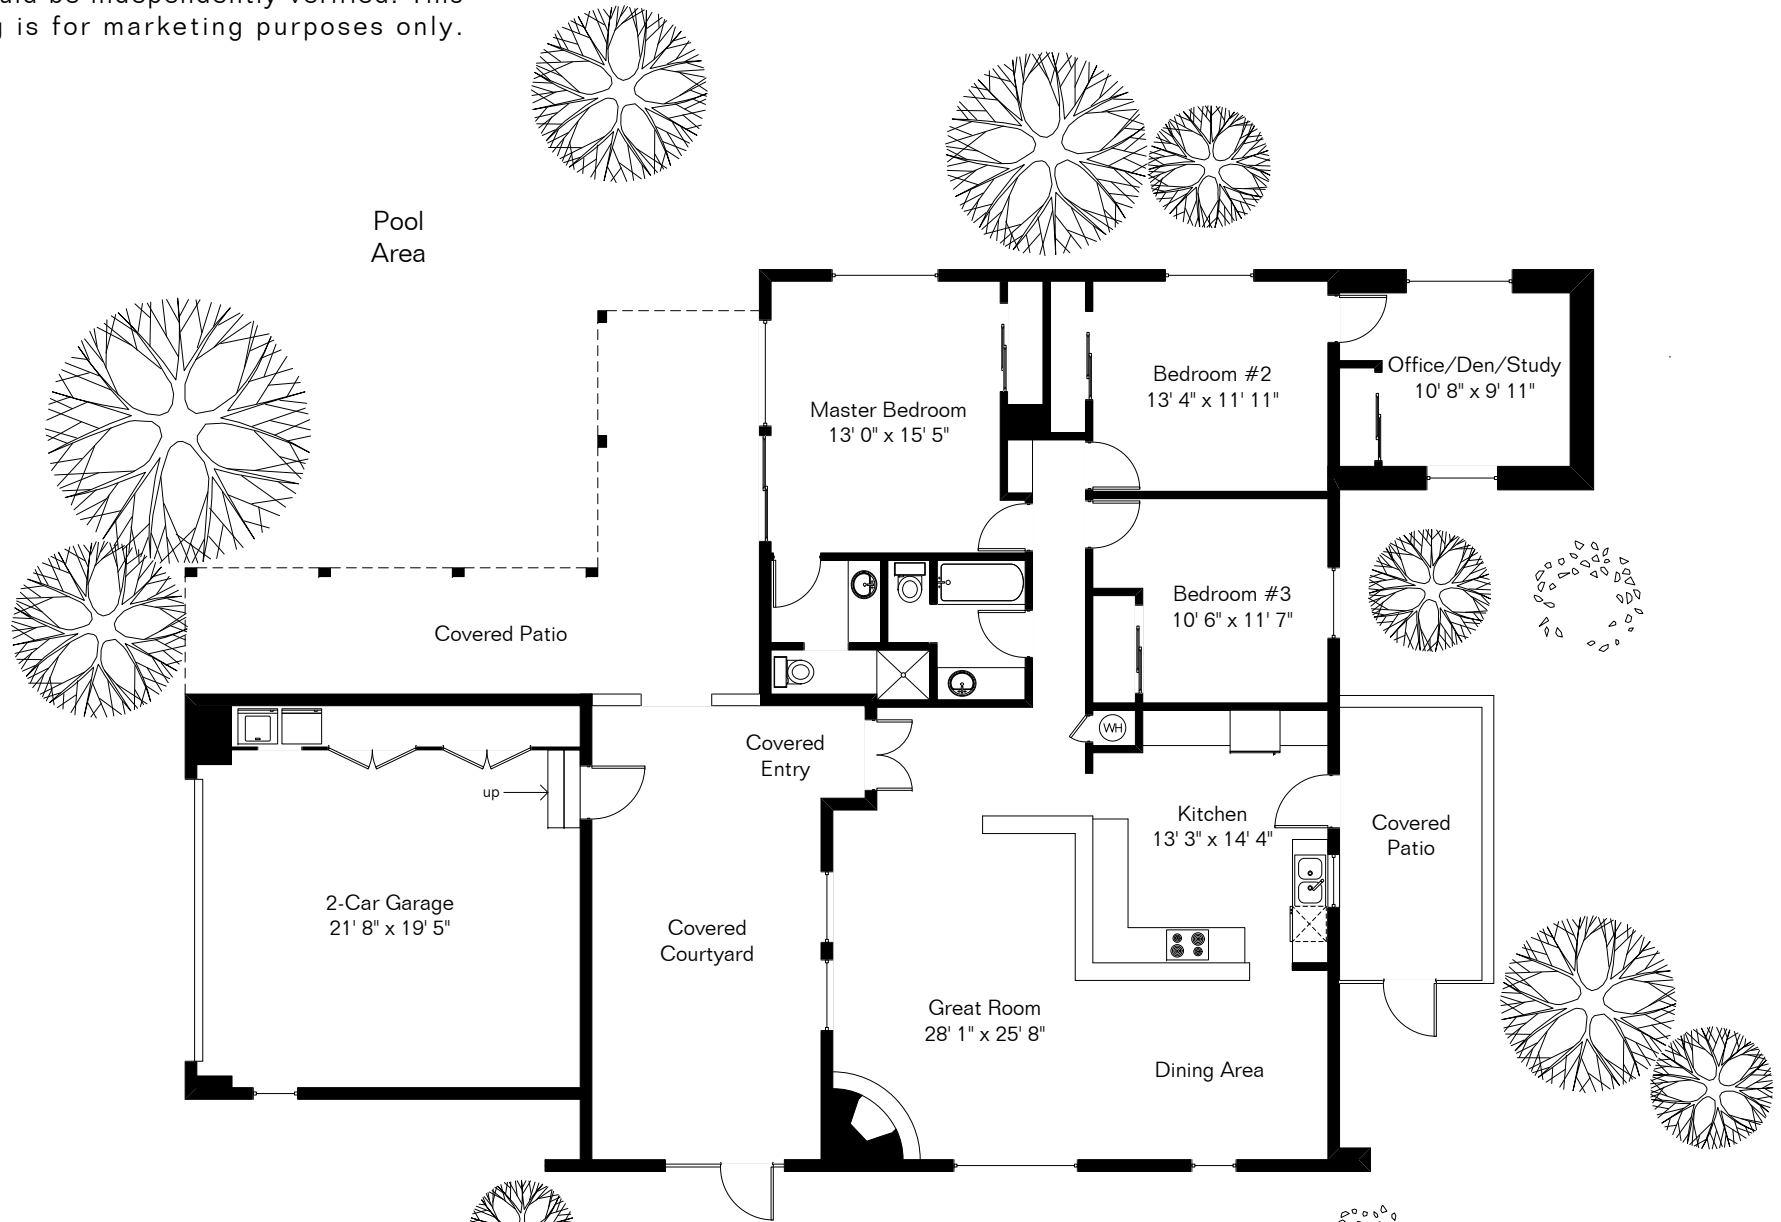 be independently verified. This
is for marketing purposes only.
Pool
Area
Master Bedroom
13' 0" x 15' 5"
Bedroom #2
13' 4" x 11' 11"
Office/Den/Study
10' 8" x 9' 11"
Bedroom #3
10' 6" x 11' 7"
Covered Patio
WH
Covered
Entry
up
Kitchen
13' 3" x 14' 4"
Covered
Patio
2-Car Garage
21' 8" x 19' 5"
Covered
Courtyard
Great Room
28' 1" x 25' 8"
Dining Area